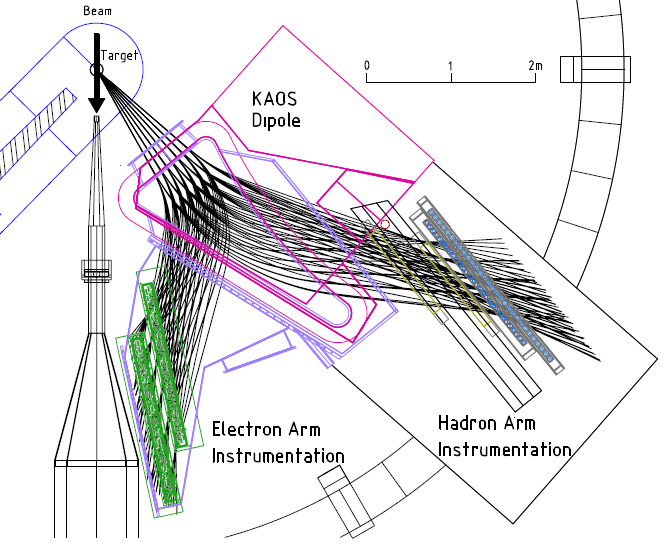 Beam
Target
0 1 2m
KAOS
Dipole
Electron Arm
Instrumentation
Hadron Arm
Instrumentation